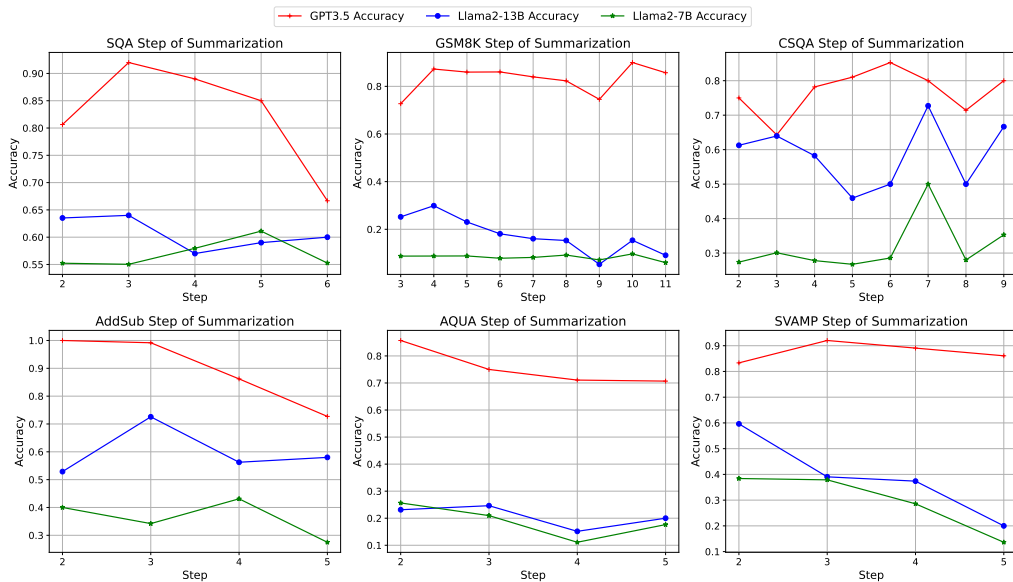 GPT3.5 Accuracy Llama2-13B Accuracy Llama2-7B Accuracy
SQA Step of Summarization
Accuracy
0.90
0.85
0.80
0.75
0.70
0.65
0.60
0.55
2 3 4 5 6
Step
GSM8K Step of Summarization
Accuracy
0.8
0.6
0.4
0.2
3 4 5 6 7 8 9 10 11
Step
CSQA Step of Summarization
Accuracy
0.8
0.7
0.6
0.5
0.4
0.3
2 3 4 5 6 7 8 9
Step
AddSub Step of Summarization
Accuracy
1.0
0.9
0.8
0.7
0.6
0.5
0.4
0.3
2 3 4 5
Step
AQUA Step of Summarization
Accuracy
0.8
0.7
0.6
0.5
0.4
0.3
0.2
0.1
2 3 4 5
Step
SVAMP Step of Summarization
Accuracy
0.9
0.8
0.7
0.6
0.5
0.4
0.3
0.2
0.1
2 3 4 5
Step